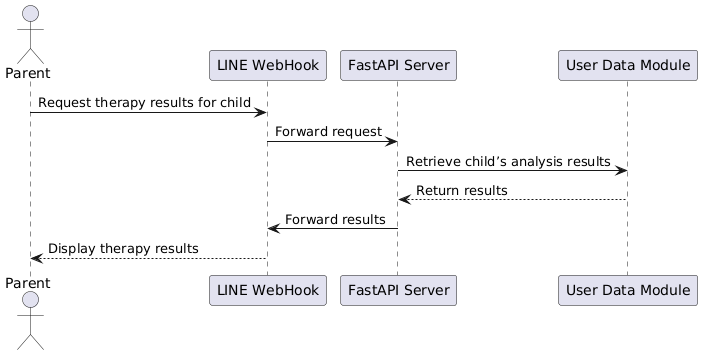 Parent
LINE WebHook
FastAPI Server
User Data Module
Request therapy results for child
Forward request
Retrieve child’s analysis results
Return results
Forward results
Display therapy results
Parent
LINE WebHook
FastAPI Server
User Data Module